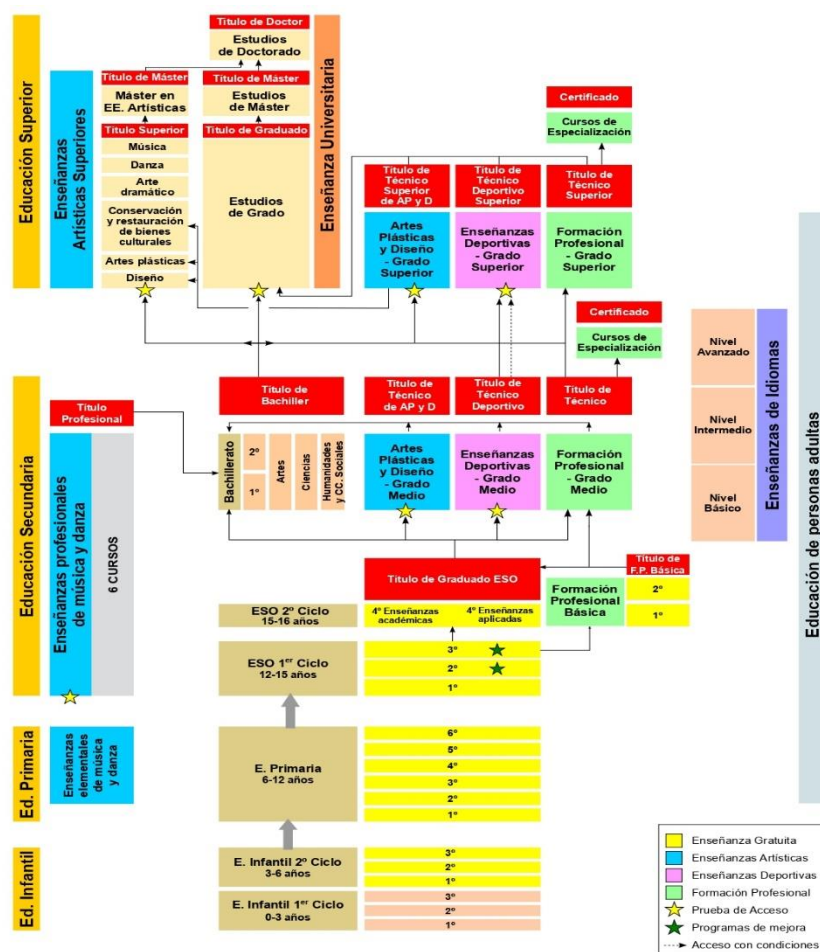 Título de Doctor
Estudios
de Doctorado
Título de Máster
Máster en
EE. Artísticas
Título de Máster
Estudios
de Máster
Título Superior
Música
Danza
Arte
dramático
Conservación
y restauración
de bienes
culturales
Artes plásticas
Diseño
Título de Graduado
Estudios
de Grado
Educación Superior
Enseñanzas
Artísticas Superiores
Enseñanza Universitaria
Certificado
Cursos de
Especialización
Título de
Técnico
Superior
de AP y D
Título de
Técnico
Deportivo
Superior
Título de
Técnico
Superior
Artes
Plásticas
y Diseño
- Grado
Superior
Enseñanzas
Deportivas
- Grado
Superior
Formación
Profesional -
Grado
Superior
Certificado
Cursos de
Especialización
Nivel
Avanzado
Nivel
Intermedio
Nivel
Básico
Enseñanzas de Idiomas
Educación de personas adultas
Educación Secundaria
Título
Profesional
Enseñanzas profesionales
de música y danza
6 CURSOS
Título de
Bachiller
Título de
Técnico
de AP y D
Título de
Técnico
Deportivo
Título de
Técnico
Bachillerato
2º
1º
Artes
Ciencias
Humanidades
y CC. Sociales
Artes
Plásticas
y Diseño
- Grado
Medio
Enseñanzas
Deportivas
- Grado
Medio
Formación
Profesional -
Grado
Medio
Título de Graduado ESO
Título de
F.P. Básica
Formación
Profesional
Básica
2º
1º
ESO 2º Ciclo
15-16 años
4º Enseñanzas
académicas
4º Enseñanzas
aplicadas
ESO 1er Ciclo
12-15 años
3º
2º
1º
Ed. Primaria
Enseñanzas
elementales
de música
y danza
E. Primaria
6-12 años
6º
5º
4º
3º
2º
1º
Ed. Infantil
E. Infantil 2º Ciclo
3-6 años
3º
2º
1º
E. Infantil 1er Ciclo
0-3 años
3º
2º
1º
Enseñanza Gratuita
Enseñanzas Artísticas
Enseñanzas Deportivas
Formación Profesional
Prueba de Acceso
Programas de mejora
Acceso con condiciones